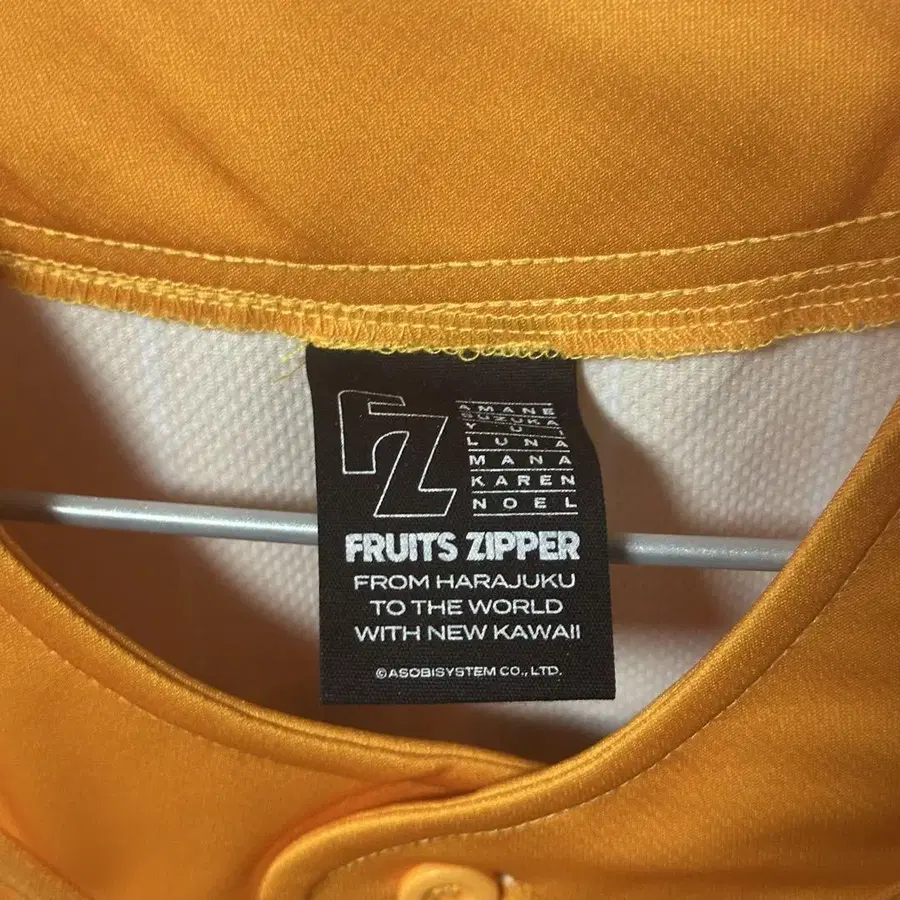 FZ
AMANE
SUZUKA
YUI
LUNA
MANA
KAREN
NOEL
FRUITS ZIPPER
FROM HARAJUKU
TO THE WORLD
WITH NEW KAWAII
©ASOBISYSTEM CO., LTD.